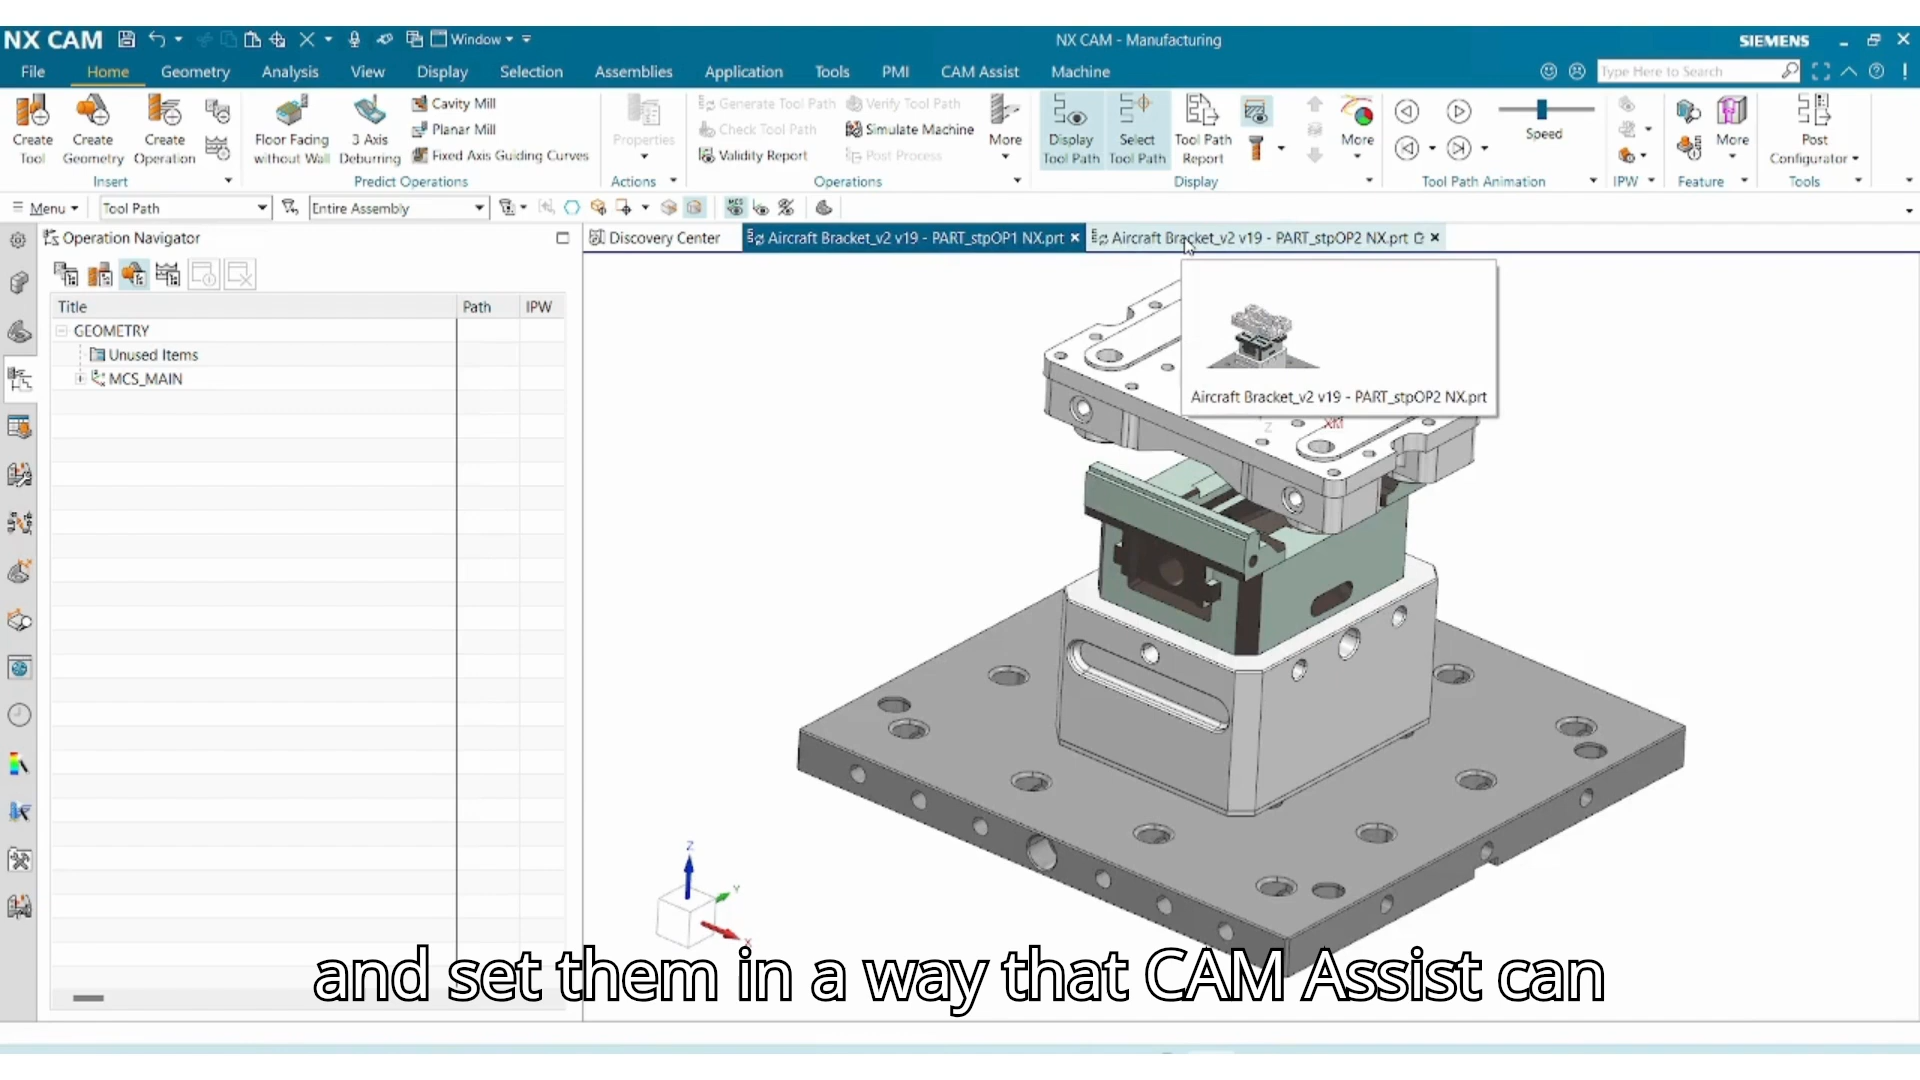 NX CAM
Window
NX CAM - Manufacturing
SIEMENS
File
Home
Geometry
Analysis
View
Display
Selection
Assemblies
Application
Tools
PMI
CAM Assist
Machine
Type Here to Search
Create Tool
Create Geometry
Create Operation
Insert
Floor Facing without Wall
3 Axis Deburring
Cavity Mill
Planar Mill
Fixed Axis Guiding Curves
Predict Operations
Properties
Actions
Generate Tool Path
Check Tool Path
Validity Report
Verify Tool Path
Simulate Machine
Post Process
More
Operations
Display Tool Path
Select Tool Path
Tool Path Report
More
Display
Speed
Tool Path Animation
IPW
More
Feature
Post Configurator
Tools
Menu
Tool Path
Entire Assembly
MCS
Operation Navigator
Discovery Center
Aircraft Bracket_v2 v19 - PART_stpOP1 NX.prt
Aircraft Bracket_v2 v19 - PART_stpOP2 NX.prt
Title
Path
IPW
GEOMETRY
Unused Items
MCS_MAIN
Aircraft Bracket_v2 v19 - PART_stpOP2 NX.prt
Z
XM
Z
Y
X
and set them in a way that CAM Assist can